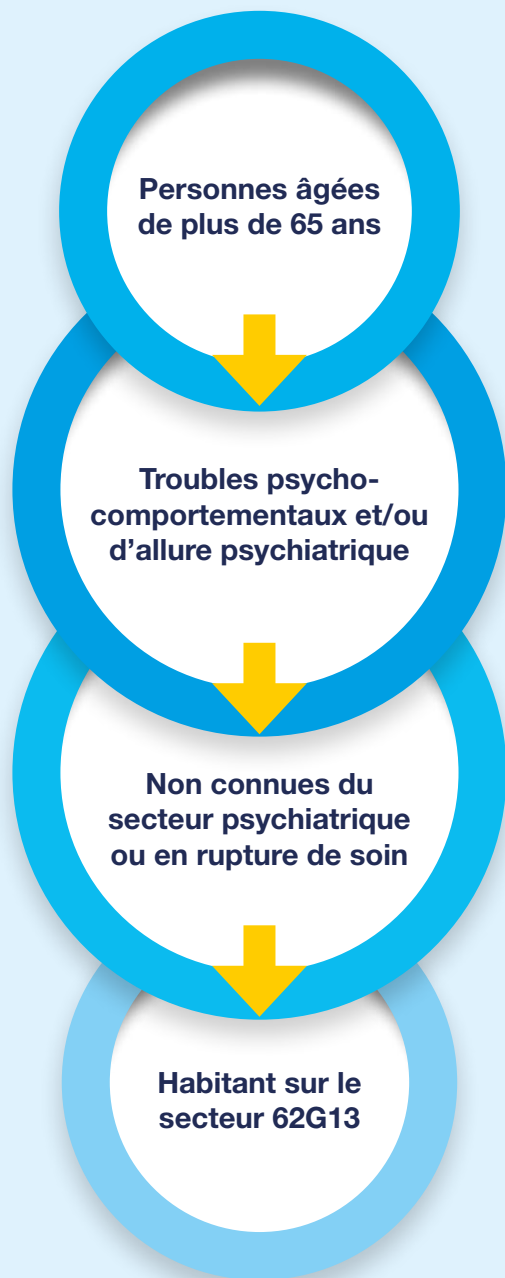 Personnes âgées
de plus de 65 ans
Troubles psycho-
comportementaux et/ou
d’allure psychiatrique
Non connues du
secteur psychiatrique
ou en rupture de soin
Habitant sur le
secteur 62G13